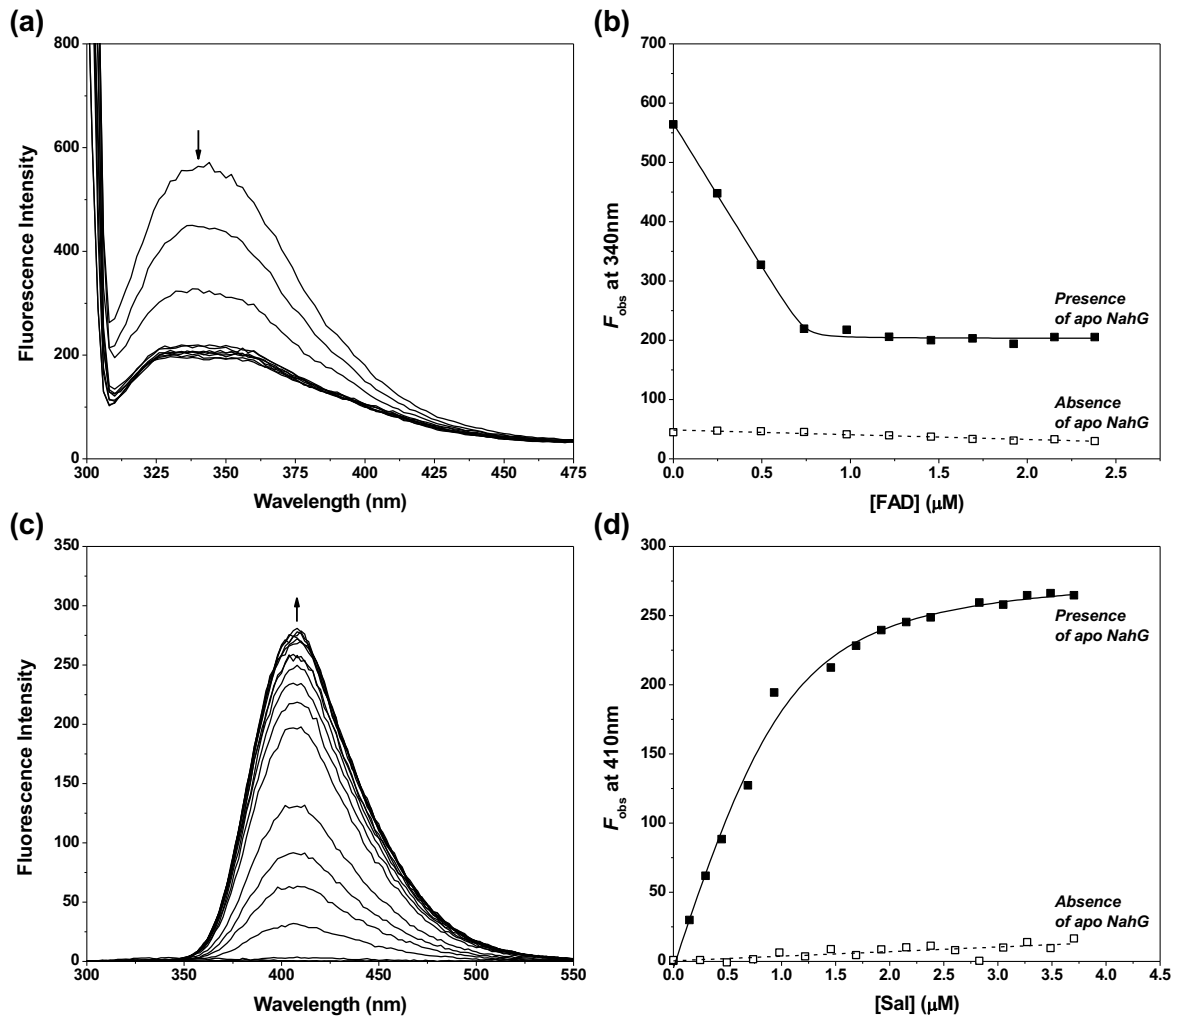 (a)
800
600
400
200
0
Fluorescence Intensity
300 325 350 375 400 425 450 475
Wavelength (nm)
(b)
700
600
500
400
300
200
100
0
Fobs at 340nm
Presence
of apo NahG
Absence
of apo NahG
0.0 0.5 1.0 1.5 2.0 2.5
[FAD] (μM)
(c)
350
300
250
200
150
100
50
0
Fluorescence Intensity
300 350 400 450 500 550
Wavelength (nm)
(d)
300
250
200
150
100
50
0
Fobs at 410nm
Presence
of apo NahG
Absence
of apo NahG
0.0 0.5 1.0 1.5 2.0 2.5 3.0 3.5 4.0 4.5
[Sal] (μM)